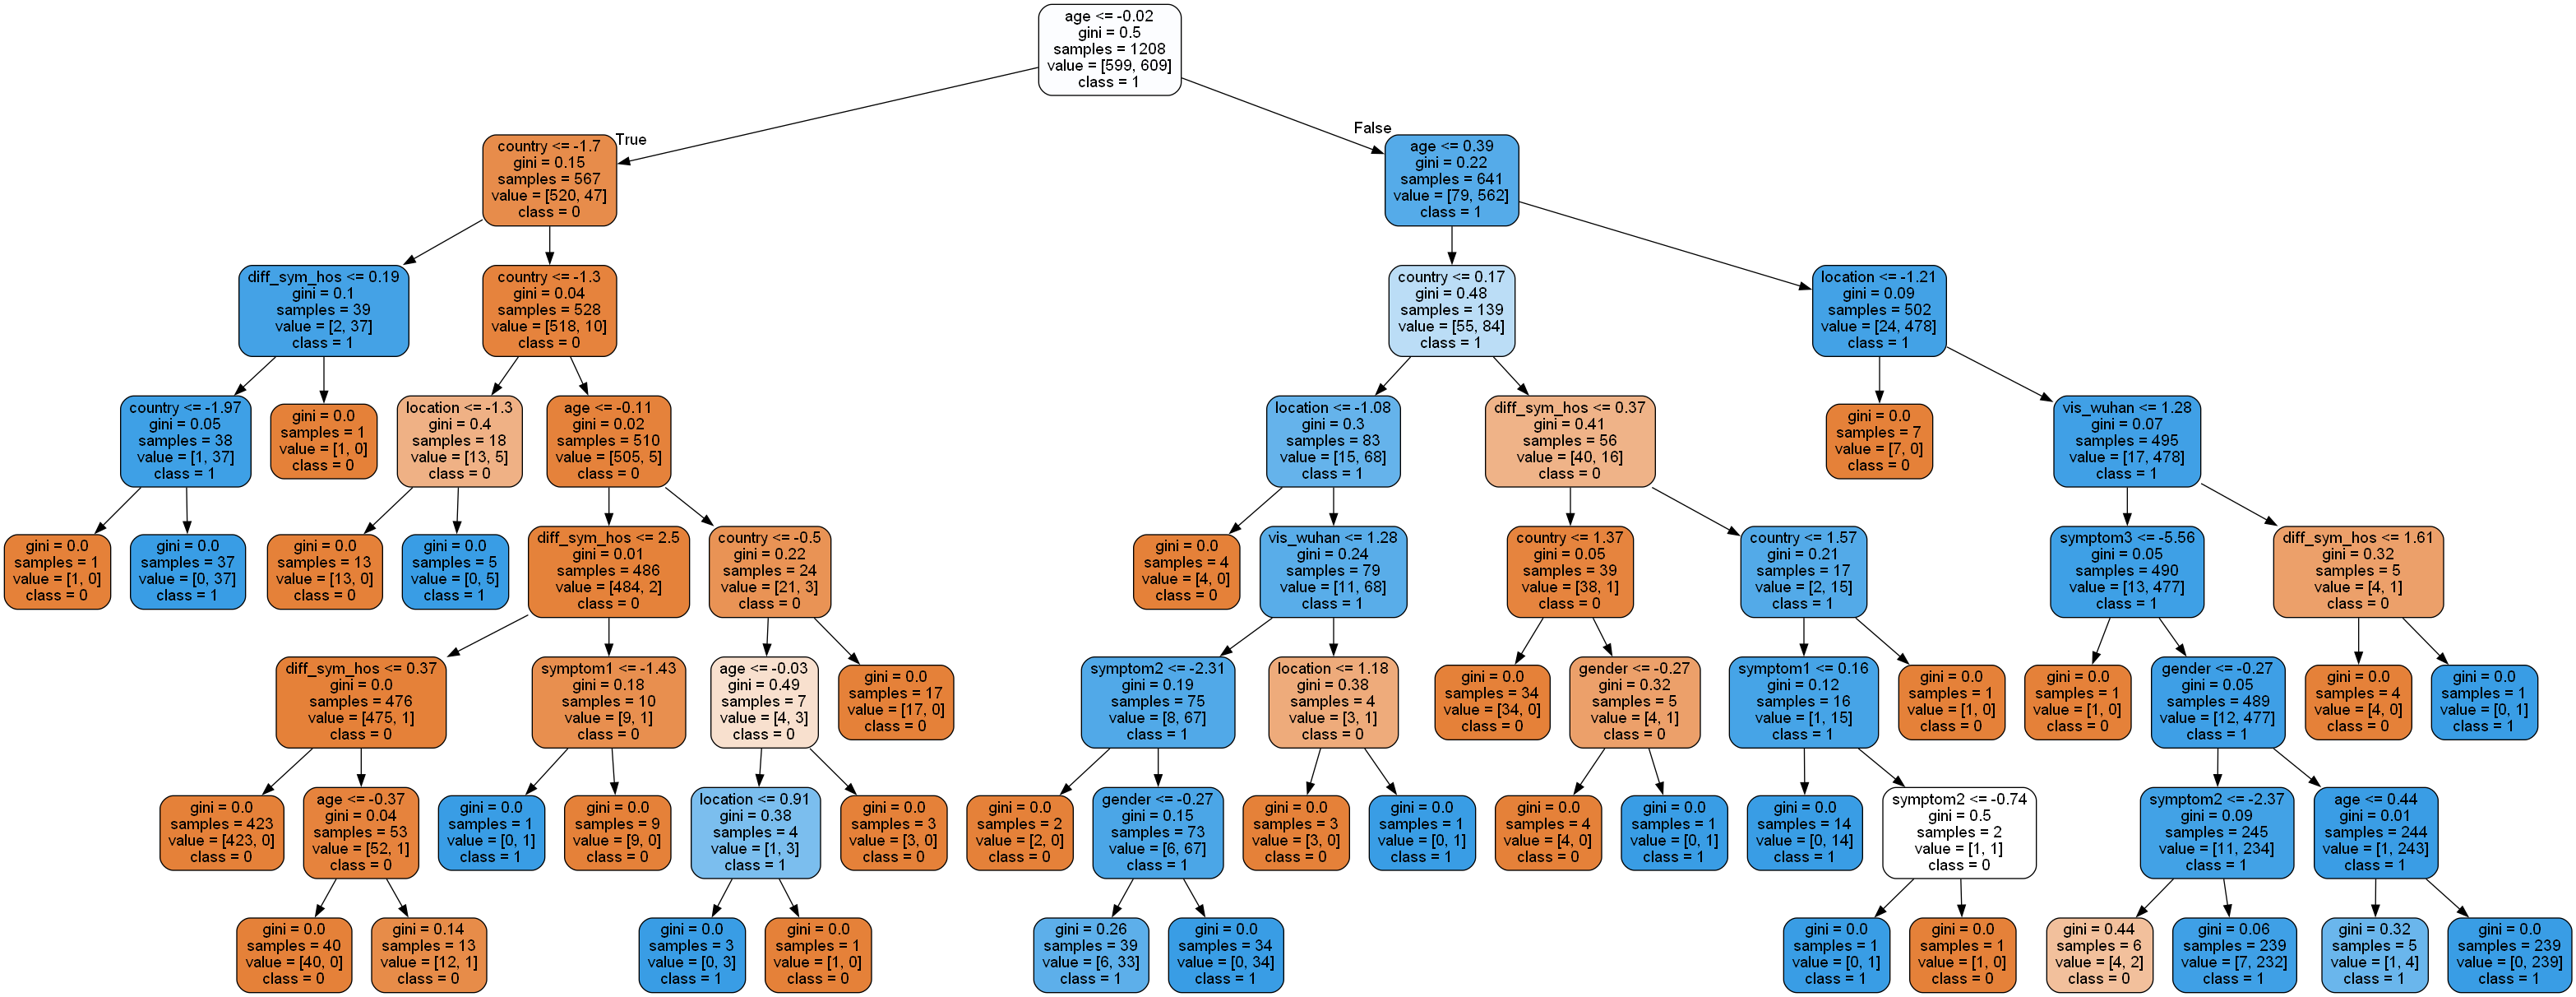 age <= -0.02
gini = 0.5
samples = 1208
value = [599, 609]
class = 1
True
False
country <= -1.7
gini = 0.15
samples = 567
value = [520, 47]
class = 0
age <= 0.39
gini = 0.22
samples = 641
value = [79, 562]
class = 1
diff_sym_hos <= 0.19
gini = 0.1
samples = 39
value = [2, 37]
class = 1
country <= -1.3
gini = 0.04
samples = 528
value = [518, 10]
class = 0
country <= 0.17
gini = 0.48
samples = 139
value = [55, 84]
class = 1
location <= -1.21
gini = 0.09
samples = 502
value = [24, 478]
class = 1
country <= -1.97
gini = 0.05
samples = 38
value = [1, 37]
class = 1
gini = 0.0
samples = 1
value = [1, 0]
class = 0
location <= -1.3
gini = 0.4
samples = 18
value = [13, 5]
class = 0
age <= -0.11
gini = 0.02
samples = 510
value = [505, 5]
class = 0
location <= -1.08
gini = 0.3
samples = 83
value = [15, 68]
class = 1
diff_sym_hos <= 0.37
gini = 0.41
samples = 56
value = [40, 16]
class = 0
gini = 0.0
samples = 7
value = [7, 0]
class = 0
vis_wuhan <= 1.28
gini = 0.07
samples = 495
value = [17, 478]
class = 1
gini = 0.0
samples = 1
value = [1, 0]
class = 0
gini = 0.0
samples = 37
value = [0, 37]
class = 1
gini = 0.0
samples = 13
value = [13, 0]
class = 0
gini = 0.0
samples = 5
value = [0, 5]
class = 1
diff_sym_hos <= 2.5
gini = 0.01
samples = 486
value = [484, 2]
class = 0
country <= -0.5
gini = 0.22
samples = 24
value = [21, 3]
class = 0
gini = 0.0
samples = 4
value = [4, 0]
class = 0
vis_wuhan <= 1.28
gini = 0.24
samples = 79
value = [11, 68]
class = 1
country <= 1.37
gini = 0.05
samples = 39
value = [38, 1]
class = 0
country <= 1.57
gini = 0.21
samples = 17
value = [2, 15]
class = 1
symptom3 <= -5.56
gini = 0.05
samples = 490
value = [13, 477]
class = 1
diff_sym_hos <= 1.61
gini = 0.32
samples = 5
value = [4, 1]
class = 0
diff_sym_hos <= 0.37
gini = 0.0
samples = 476
value = [475, 1]
class = 0
symptom1 <= -1.43
gini = 0.18
samples = 10
value = [9, 1]
class = 0
age <= -0.03
gini = 0.49
samples = 7
value = [4, 3]
class = 0
gini = 0.0
samples = 17
value = [17, 0]
class = 0
symptom2 <= -2.31
gini = 0.19
samples = 75
value = [8, 67]
class = 1
location <= 1.18
gini = 0.38
samples = 4
value = [3, 1]
class = 0
gini = 0.0
samples = 34
value = [34, 0]
class = 0
gender <= -0.27
gini = 0.32
samples = 5
value = [4, 1]
class = 0
symptom1 <= 0.16
gini = 0.12
samples = 16
value = [1, 15]
class = 1
gini = 0.0
samples = 1
value = [1, 0]
class = 0
gini = 0.0
samples = 1
value = [1, 0]
class = 0
gender <= -0.27
gini = 0.05
samples = 489
value = [12, 477]
class = 1
gini = 0.0
samples = 4
value = [4, 0]
class = 0
gini = 0.0
samples = 1
value = [0, 1]
class = 1
gini = 0.0
samples = 423
value = [423, 0]
class = 0
age <= -0.37
gini = 0.04
samples = 53
value = [52, 1]
class = 0
gini = 0.0
samples = 1
value = [0, 1]
class = 1
gini = 0.0
samples = 9
value = [9, 0]
class = 0
location <= 0.91
gini = 0.38
samples = 4
value = [1, 3]
class = 1
gini = 0.0
samples = 3
value = [3, 0]
class = 0
gini = 0.0
samples = 2
value = [2, 0]
class = 0
gender <= -0.27
gini = 0.15
samples = 73
value = [6, 67]
class = 1
gini = 0.0
samples = 3
value = [3, 0]
class = 0
gini = 0.0
samples = 1
value = [0, 1]
class = 1
gini = 0.0
samples = 4
value = [4, 0]
class = 0
gini = 0.0
samples = 1
value = [0, 1]
class = 1
gini = 0.0
samples = 14
value = [0, 14]
class = 1
symptom2 <= -0.74
gini = 0.5
samples = 2
value = [1, 1]
class = 0
symptom2 <= -2.37
gini = 0.09
samples = 245
value = [11, 234]
class = 1
age <= 0.44
gini = 0.01
samples = 244
value = [1, 243]
class = 1
gini = 0.0
samples = 40
value = [40, 0]
class = 0
gini = 0.14
samples = 13
value = [12, 1]
class = 0
gini = 0.0
samples = 3
value = [0, 3]
class = 1
gini = 0.0
samples = 1
value = [1, 0]
class = 0
gini = 0.26
samples = 39
value = [6, 33]
class = 1
gini = 0.0
samples = 34
value = [0, 34]
class = 1
gini = 0.0
samples = 1
value = [0, 1]
class = 1
gini = 0.0
samples = 1
value = [1, 0]
class = 0
gini = 0.44
samples = 6
value = [4, 2]
class = 0
gini = 0.06
samples = 239
value = [7, 232]
class = 1
gini = 0.32
samples = 5
value = [1, 4]
class = 1
gini = 0.0
samples = 239
value = [0, 239]
class = 1